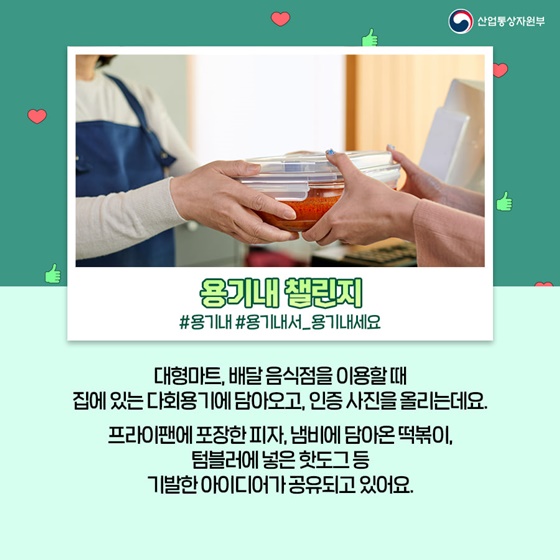 산업통상자원부
용기내 챌린지
#용기내 #용기내서_용기내세요
대형마트, 배달 음식점을 이용할 때
집에 있는 다회용기에 담아오고, 인증 사진을 올리는데요.
프라이팬에 포장한 피자, 냄비에 담아온 떡볶이,
텀블러에 넣은 핫도그 등
기발한 아이디어가 공유되고 있어요.